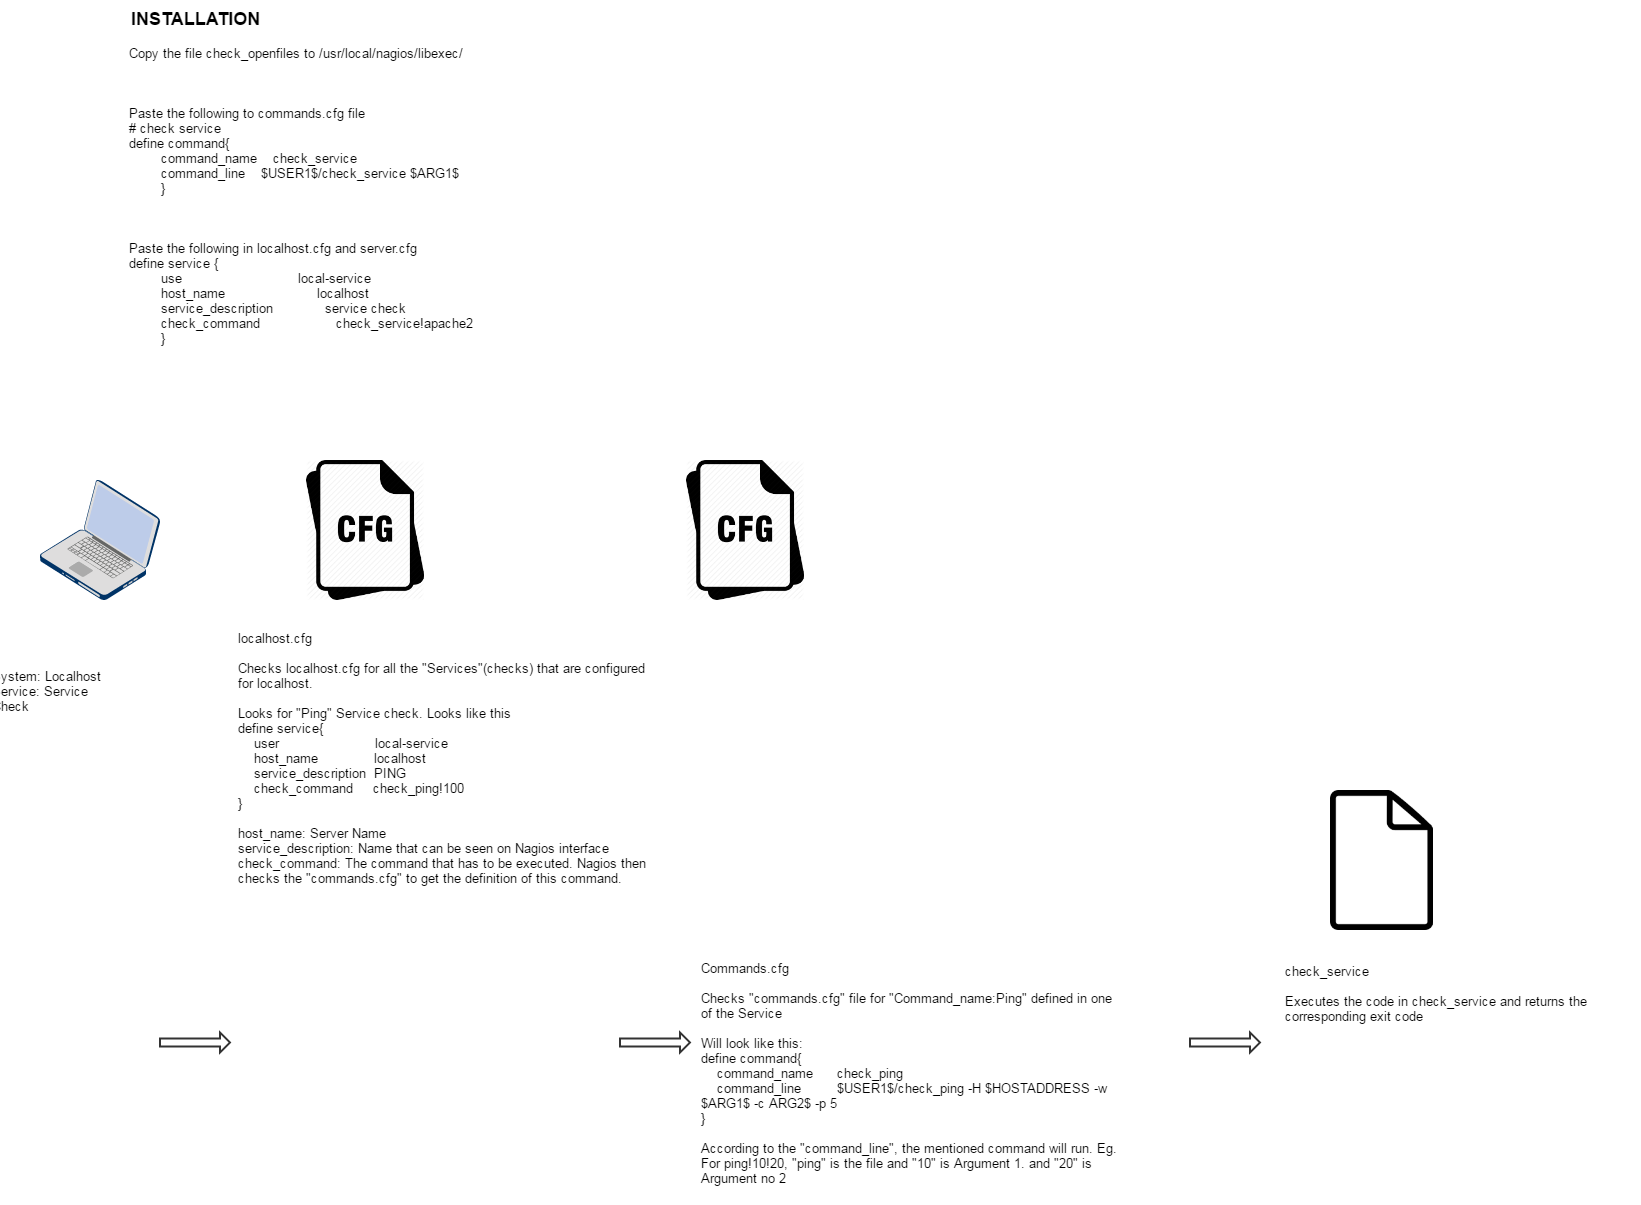 INSTALLATION
Copy the file check_openfiles to /usr/local/nagios/libexec/
Paste the following to commands.cfg file
# check service
define command{
command_name check_service
command_line $USER1$/check_service $ARG1$
}
Paste the following in localhost.cfg and server.cfg
define service {
use local-service
host_name localhost
service_description service check
check_command check_service!apache2
}
CFG
CFG
ystem: Localhost
ervice: Service
heck
localhost.cfg
Checks localhost.cfg for all the "Services"(checks) that are configured
for localhost.
Looks for "Ping" Service check. Looks like this
define service{
user local-service
host_name localhost
service_description PING
check_command check_ping!100
}
host_name: Server Name
service_description: Name that can be seen on Nagios interface
check_command: The command that has to be executed. Nagios then
checks the "commands.cfg" to get the definition of this command.
Commands.cfg
Checks "commands.cfg" file for "Command_name:Ping" defined in one
of the Service
Will look like this:
define command{
command_name check_ping
command_line $USER1$/check_ping -H $HOSTADDRESS -w
$ARG1$ -c ARG2$ -p 5
}
According to the "command_line", the mentioned command will run. Eg.
For ping!10!20, "ping" is the file and "10" is Argument 1. and "20" is
Argument no 2
check_service
Executes the code in check_service and returns the
corresponding exit code